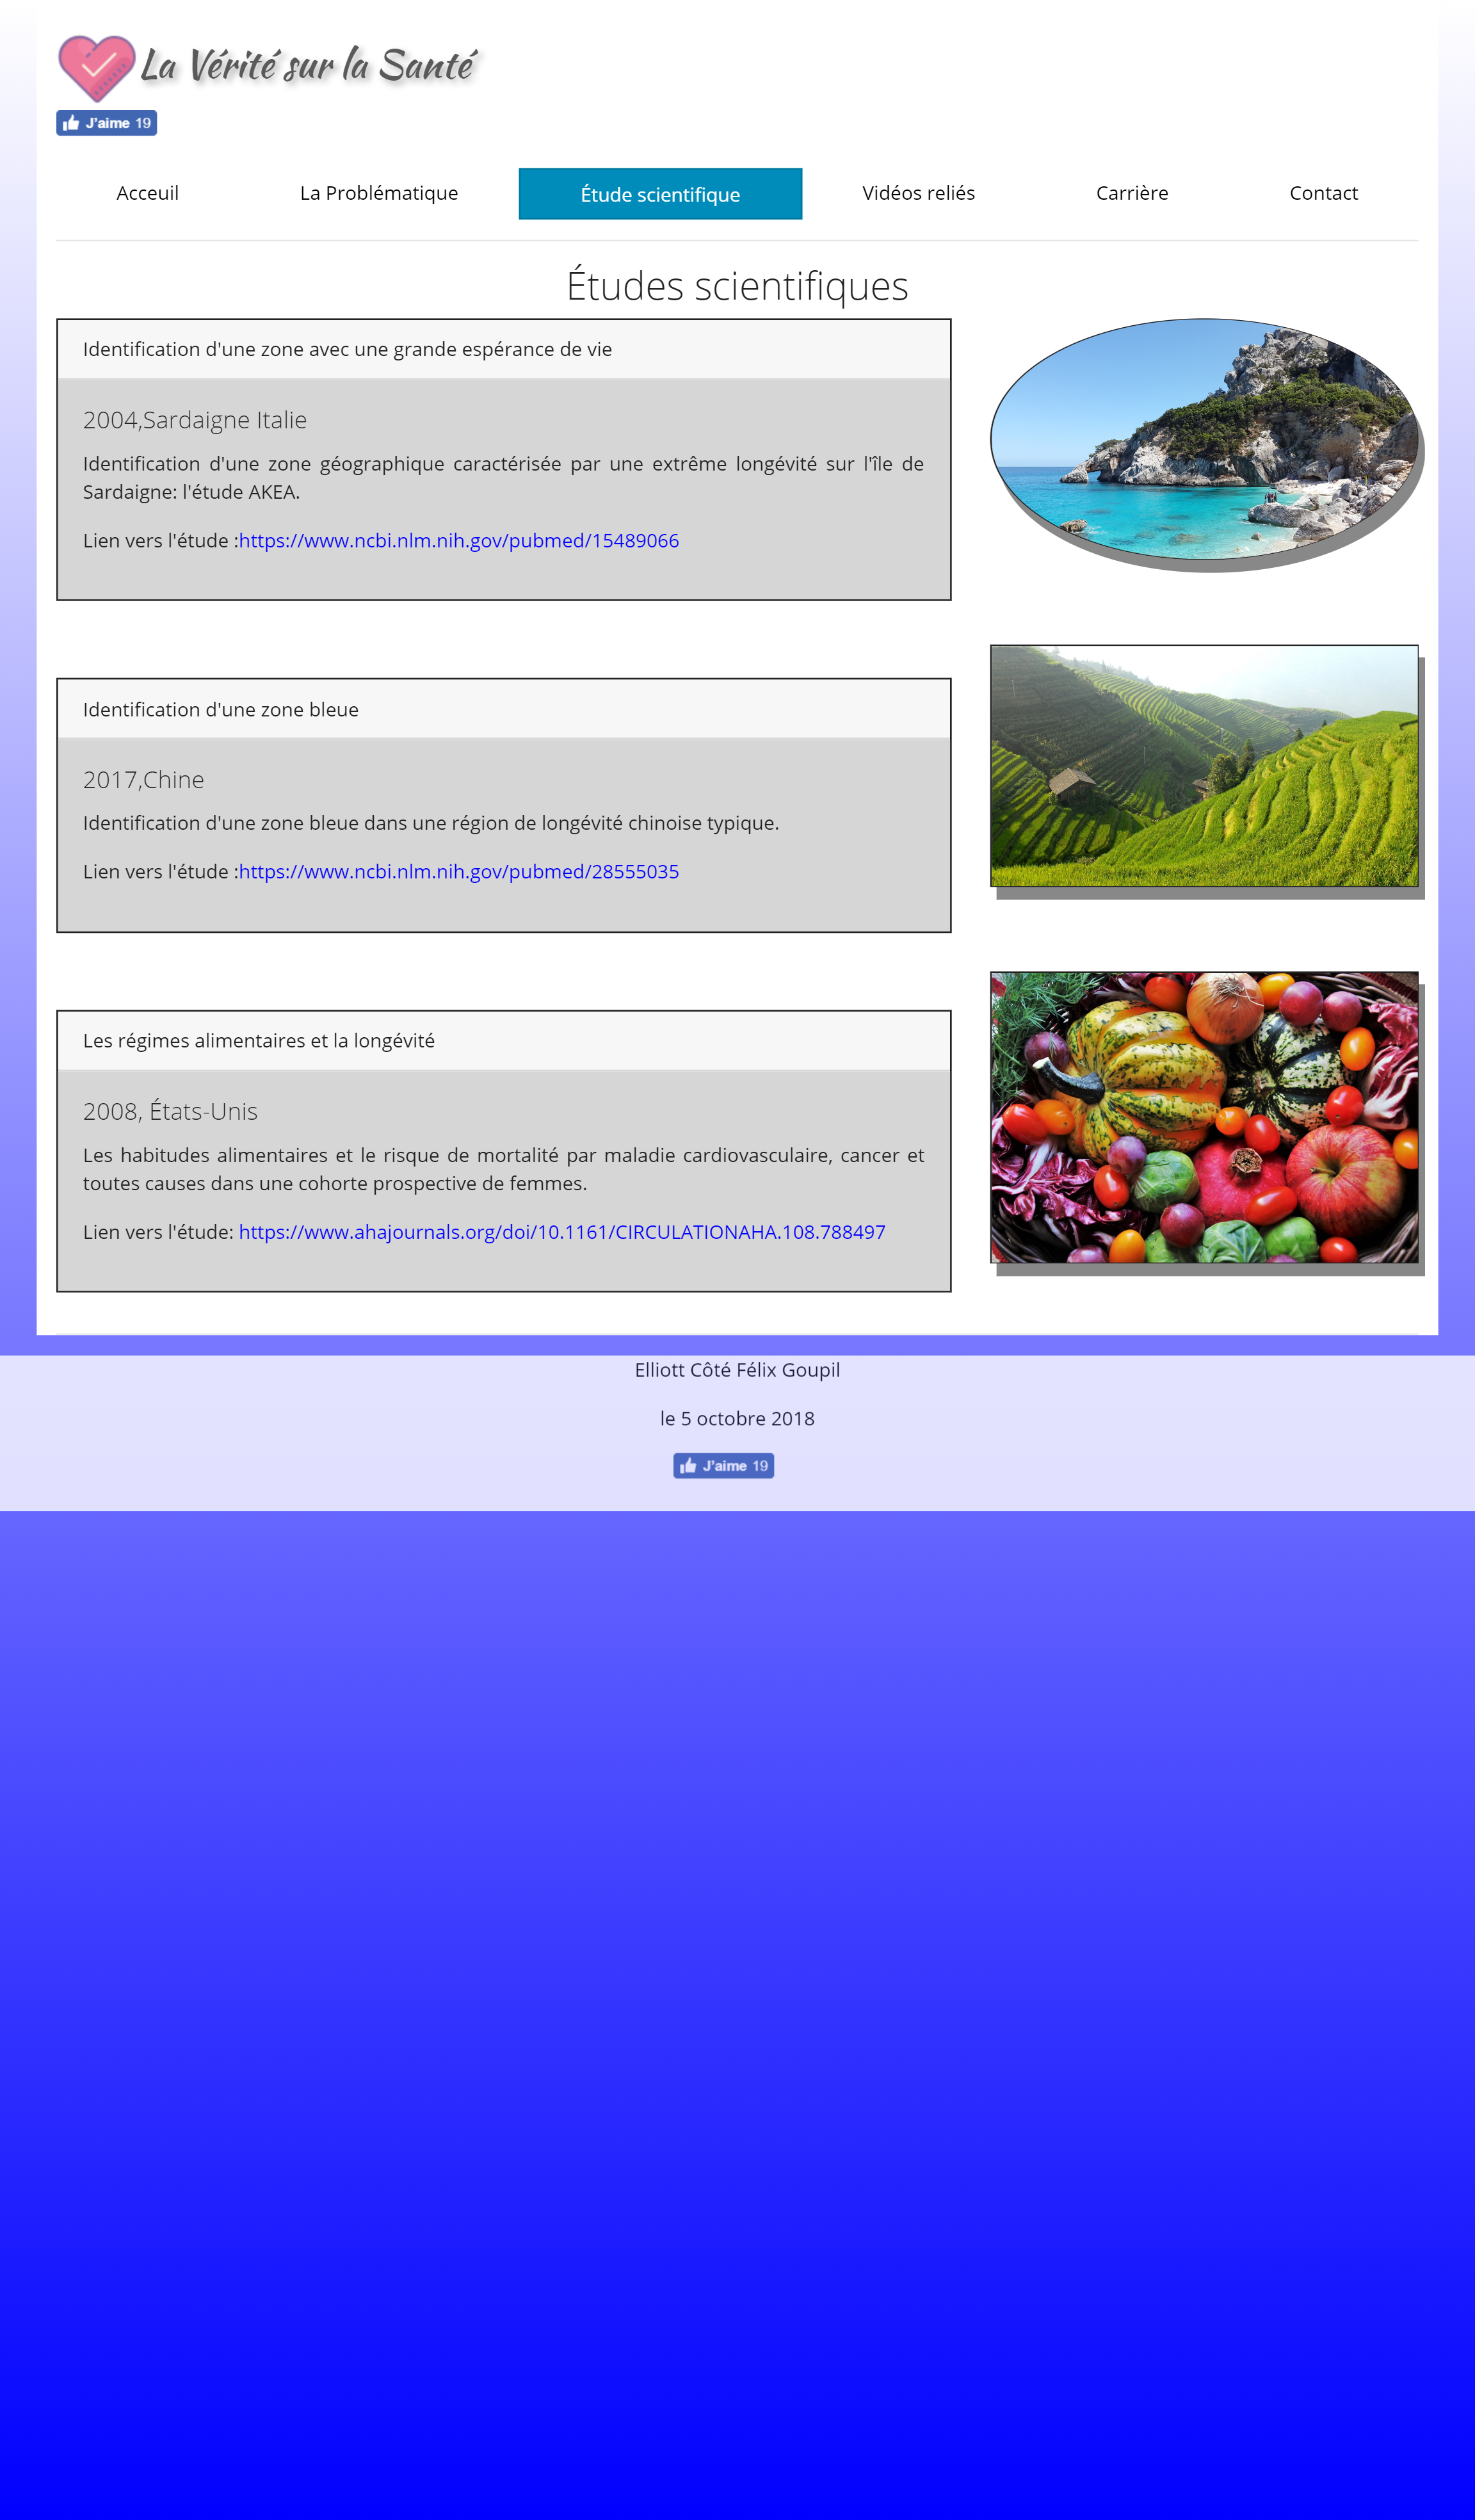 La Vérité sur la Santé
J'aime 19
Acceuil La Problématique Étude scientifique Vidéos reliés Carrière Contact
Études scientifiques
Identification d'une zone avec une grande espérance de vie
2004,Sardaigne Italie
Identification d'une zone géographique caractérisée par une extrême longévité sur l'île de
Sardaigne: l'étude AKEA.
Lien vers l'étude :https://www.ncbi.nlm.nih.gov/pubmed/15489066
Identification d'une zone bleue
2017,Chine
Identification d'une zone bleue dans une région de longévité chinoise typique.
Lien vers l'étude :https://www.ncbi.nlm.nih.gov/pubmed/28555035
Les régimes alimentaires et la longévité
2008, États-Unis
Les habitudes alimentaires et le risque de mortalité par maladie cardiovasculaire, cancer et
toutes causes dans une cohorte prospective de femmes.
Lien vers l'étude: https://www.ahajournals.org/doi/10.1161/CIRCULATIONAHA.108.788497
Elliott Côté Félix Goupil
le 5 octobre 2018
J'aime 19